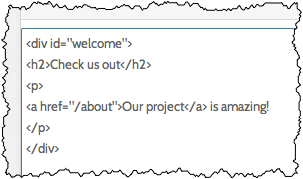 <div id="welcome">
<h2>Check us out</h2>
<p>
<a href="/about">Our project</a> is amazing!
</p>
</div>